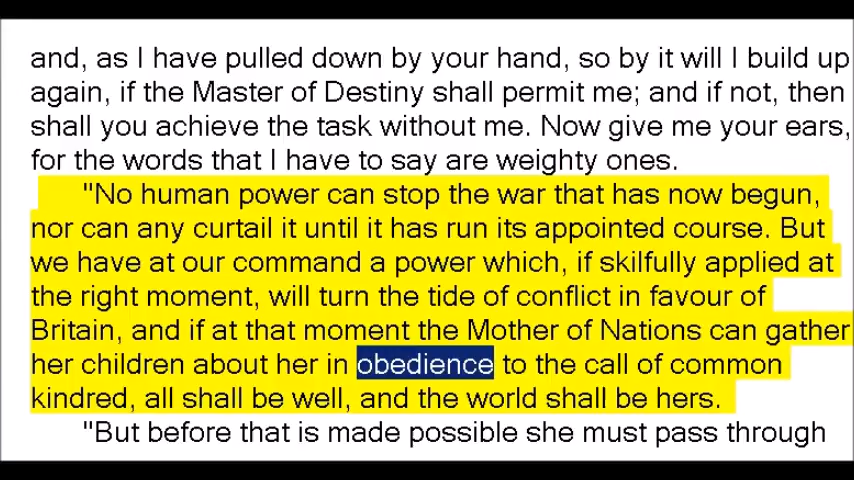 and, as I have pulled down by your hand, so by it will I build up
again, if the Master of Destiny shall permit me; and if not, then
shall you achieve the task without me. Now give me your ears,
for the words that I have to say are weighty ones.
"No human power can stop the war that has now begun,
nor can any curtail it until it has run its appointed course. But
we have at our command a power which, if skilfully applied at
the right moment, will turn the tide of conflict in favour of
Britain, and if at that moment the Mother of Nations can gather
her children about her in obedience to the call of common
kindred, all shall be well, and the world shall be hers.
"But before that is made possible she must pass through